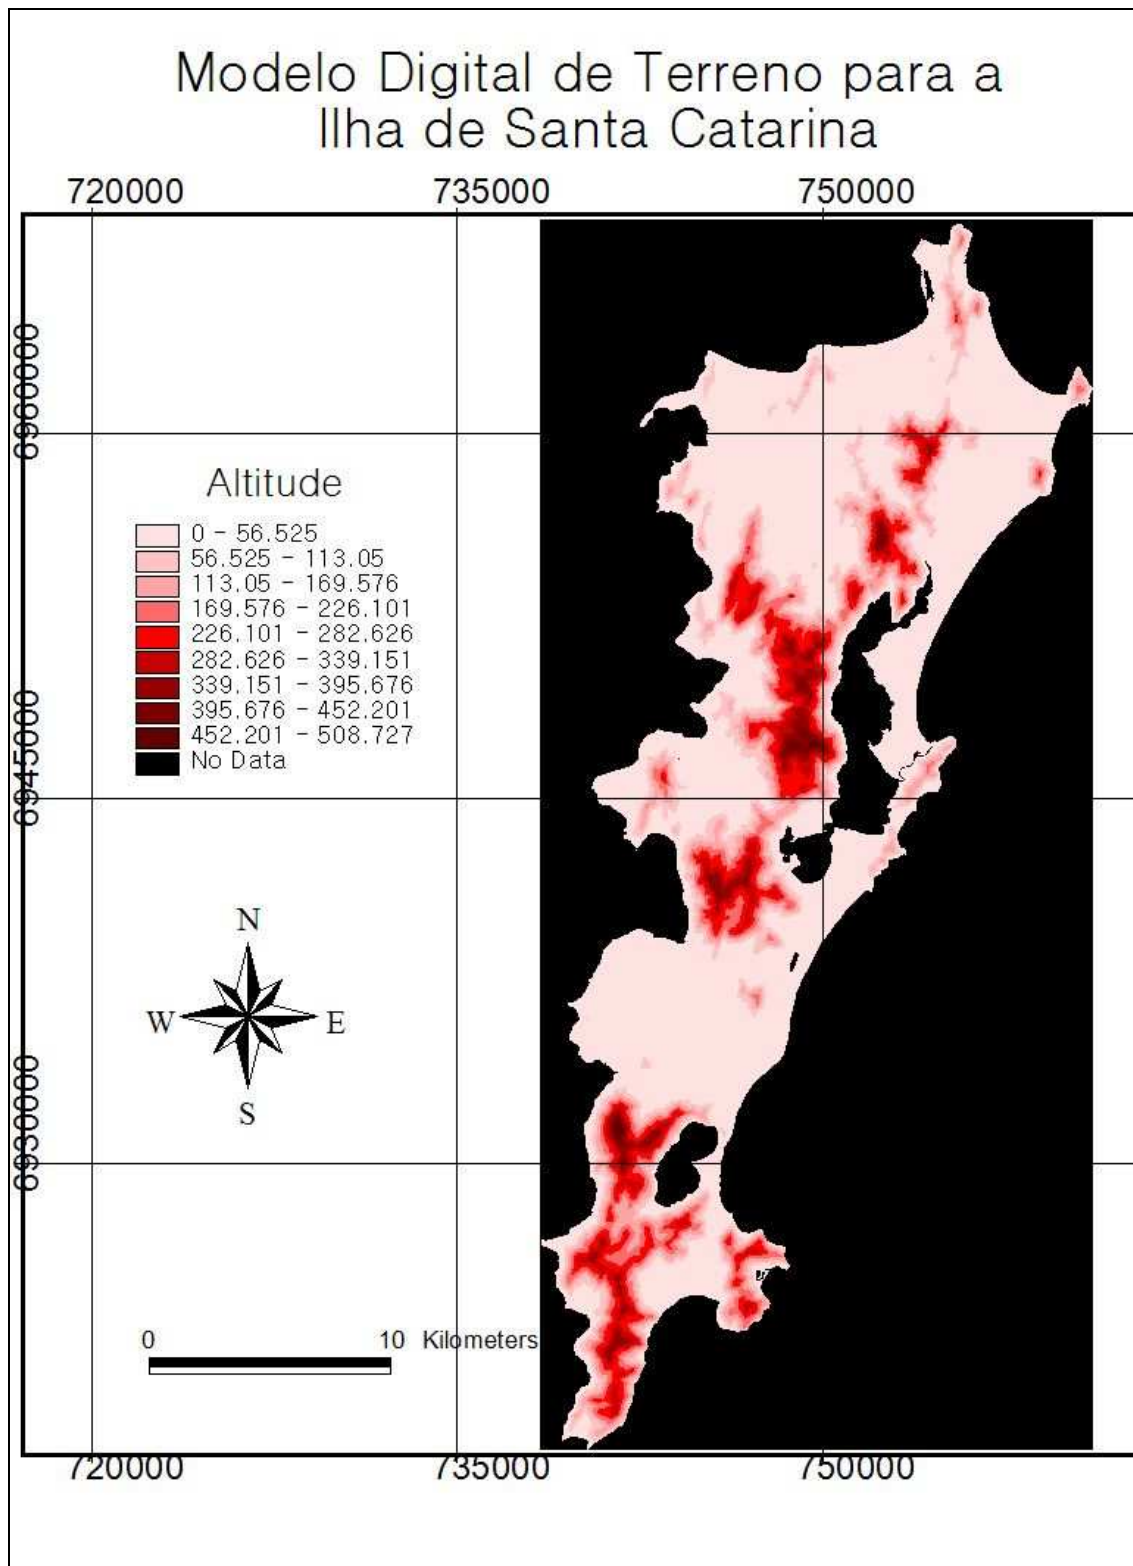 Modelo Digital de Terreno para a
Ilha de Santa Catarina
720000 735000 750000
6960000
Altitude
0 - 56.525
56.525 - 113.05
113.05 - 169.576
169.576 - 226.101
226.101 - 282.626
282.626 - 339.151
339.151 - 395.676
395.676 - 452.201
452.201 - 508.727
No Data
6945000
N
W E
S
6930000
0 10 Kilometers
720000 735000 750000